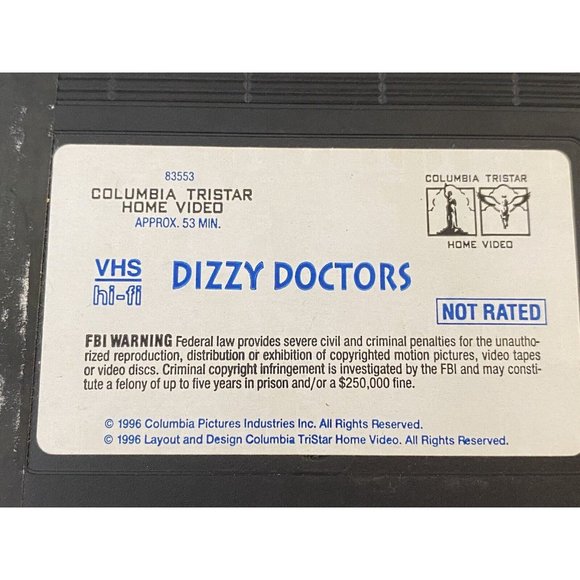 83553
COLUMBIA TRISTAR
HOME VIDEO
APPROX. 53 MIN.
COLUMBIA TRISTAR
HOME VIDEO
VHS
hi-fi
DIZZY DOCTORS
NOT RATED
FBI WARNING Federal law provides severe civil and criminal penalties for the unautho-
rized reproduction, distribution or exhibition of copyrighted motion pictures, video tapes
or video discs. Criminal copyright infringement is investigated by the FBI and may consti-
tute a felony of up to five years in prison and/or a $250,000 fine.
© 1996 Columbia Pictures Industries Inc. All Rights Reserved.
© 1996 Layout and Design Columbia TriStar Home Video. All Rights Reserved.